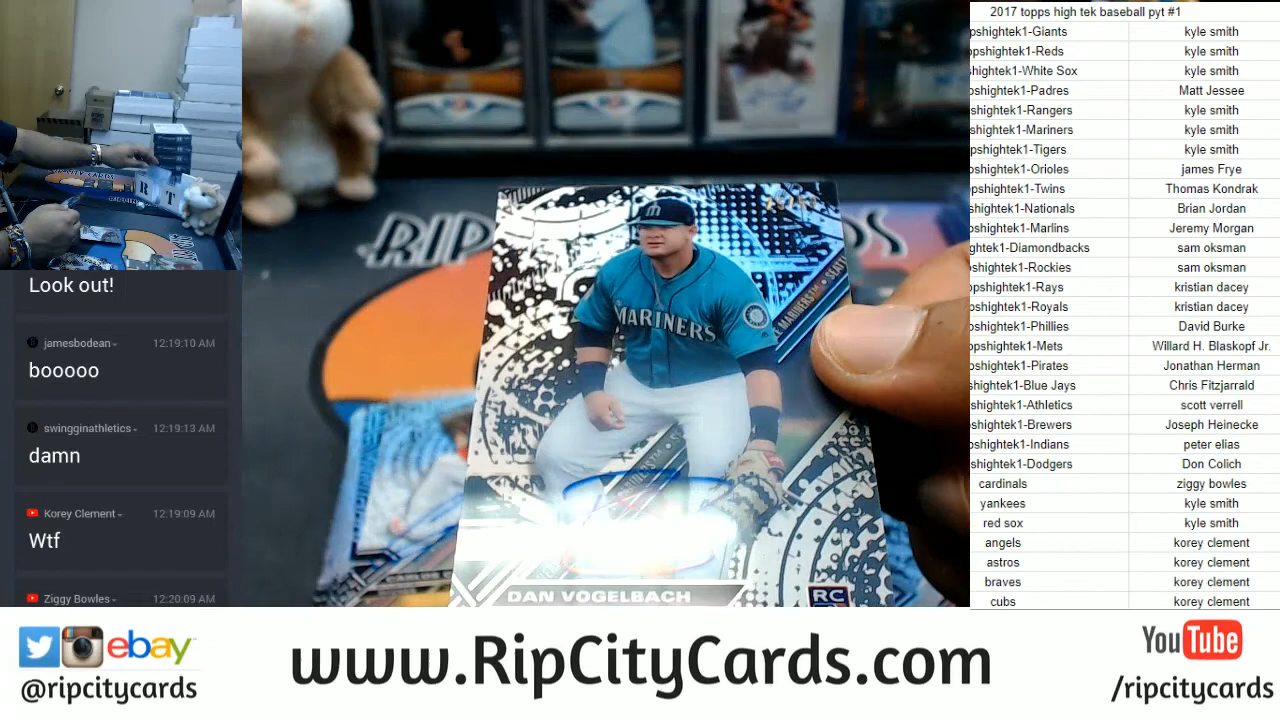 2017 topps high tek baseball pyt #1
pshightek1-Giants kyle smith
pshightek1-Reds kyle smith
shightek1-White Sox kyle smith
pshightek1-Padres Matt Jessee
pshightek1-Rangers kyle smith
shightek1-Mariners kyle smith
pshightek1-Tigers kyle smith
pshightek1-Orioles james Frye
pshightek1-Twins Thomas Kondrak
shightek1-Nationals Brian Jordan
pshightek1-Marlins Jeremy Morgan
ghtek1-Diamondbacks sam oksman
shightek1-Rockies sam oksman
ppshightek1-Rays kristian dacey
pshightek1-Royals kristian dacey
pshightek1-Phillies David Burke
ppshightek1-Mets Willard H. Blaskopf Jr.
pshightek1-Pirates Jonathan Herman
shightek1-Blue Jays Chris Fitzjarrald
shightek1-Athletics scott verrell
shightek1-Brewers Joseph Heinecke
pshightek1-Indians peter elias
shightek1-Dodgers Don Colich
cardinals ziggy bowles
yankees kyle smith
red sox kyle smith
angels korey clement
astros korey clement
braves korey clement
cubs korey clement
Look out!
jamesbodean 12:19:10 AM
booooo
swingginathletics 12:19:13 AM
damn
Korey Clement 12:19:09 AM
Wtf
Ziggy Bowles 12:20:09 AM
RIP
MARINERS
DAN VOGELBACH
RC
ebay
@ripcitycards
www.RipCityCards.com
YouTube
/ripcitycards